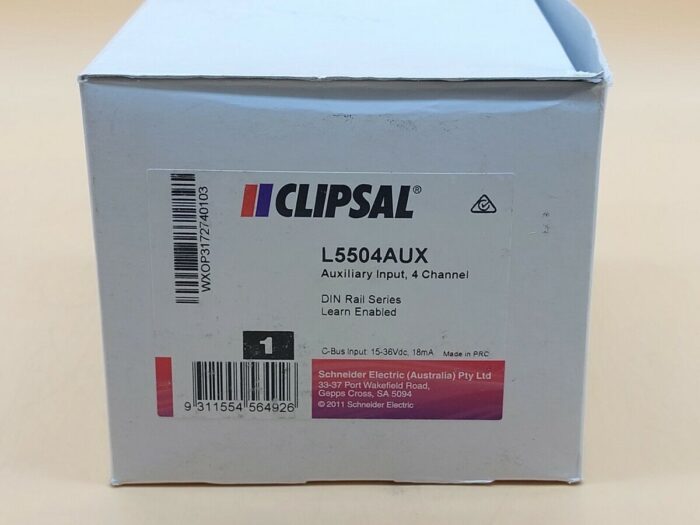 CLIPSAL®
WXOP3172740103
L5504AUX
Auxiliary Input, 4 Channel
DIN Rail Series
Learn Enabled
1
C-Bus Input: 15-36Vdc, 18mA Made in PRC
Schneider Electric (Australia) Pty Ltd
33-37 Port Wakefield Road,
Gepps Cross, SA 5094
© 2011 Schneider Electric
9 311554 564926